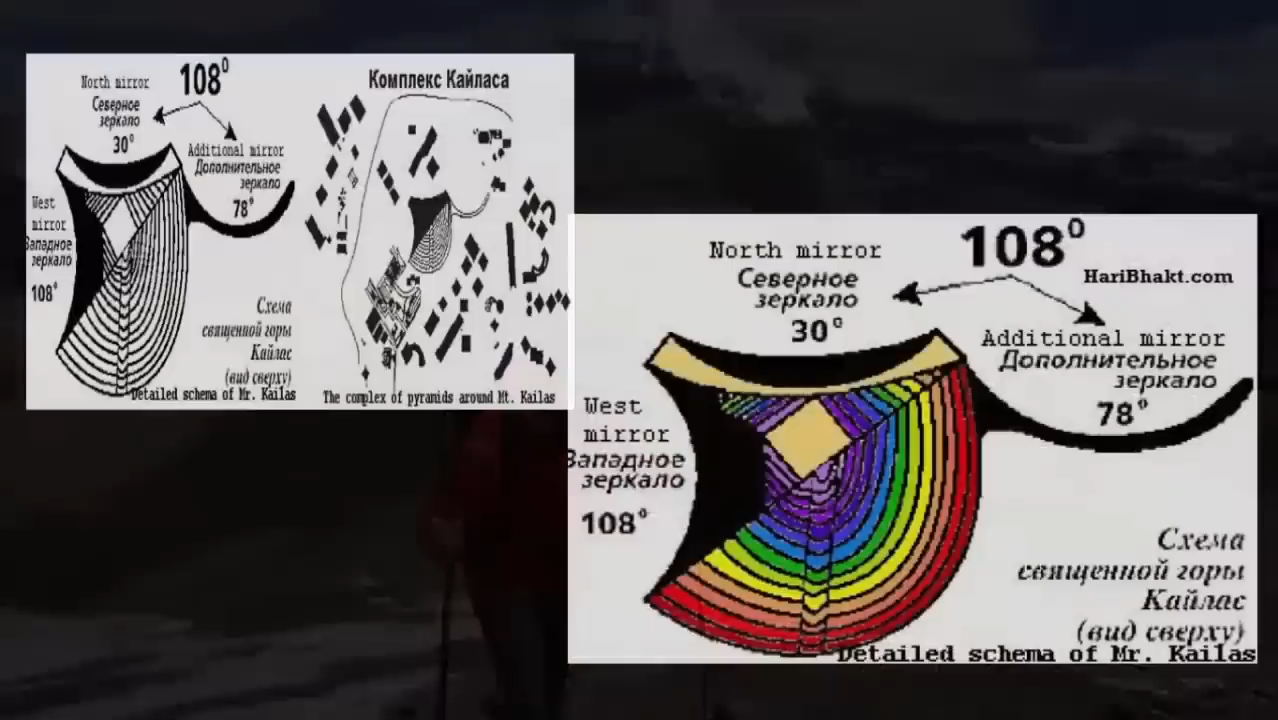 North mirror
108⁰
Северное
зеркало
30°
Additional mirror
Дополнительное
зеркало
78°
West
mirror
Западное
зеркало
108°
Схема
священной горы
Кайлас
(вид сверху)
Detailed schema of Mr. Kailas
Комплекс Кайласа
The complex of pyramids around Mt. Kailas
North mirror
108⁰
HariBhakt.com
Северное
зеркало
30°
Additional mirror
Дополнительное
зеркало
78°
West
mirror
Западное
зеркало
108°
Схема
священной горы
Кайлас
(вид сверху)
Detailed schema of Mr. Kailas